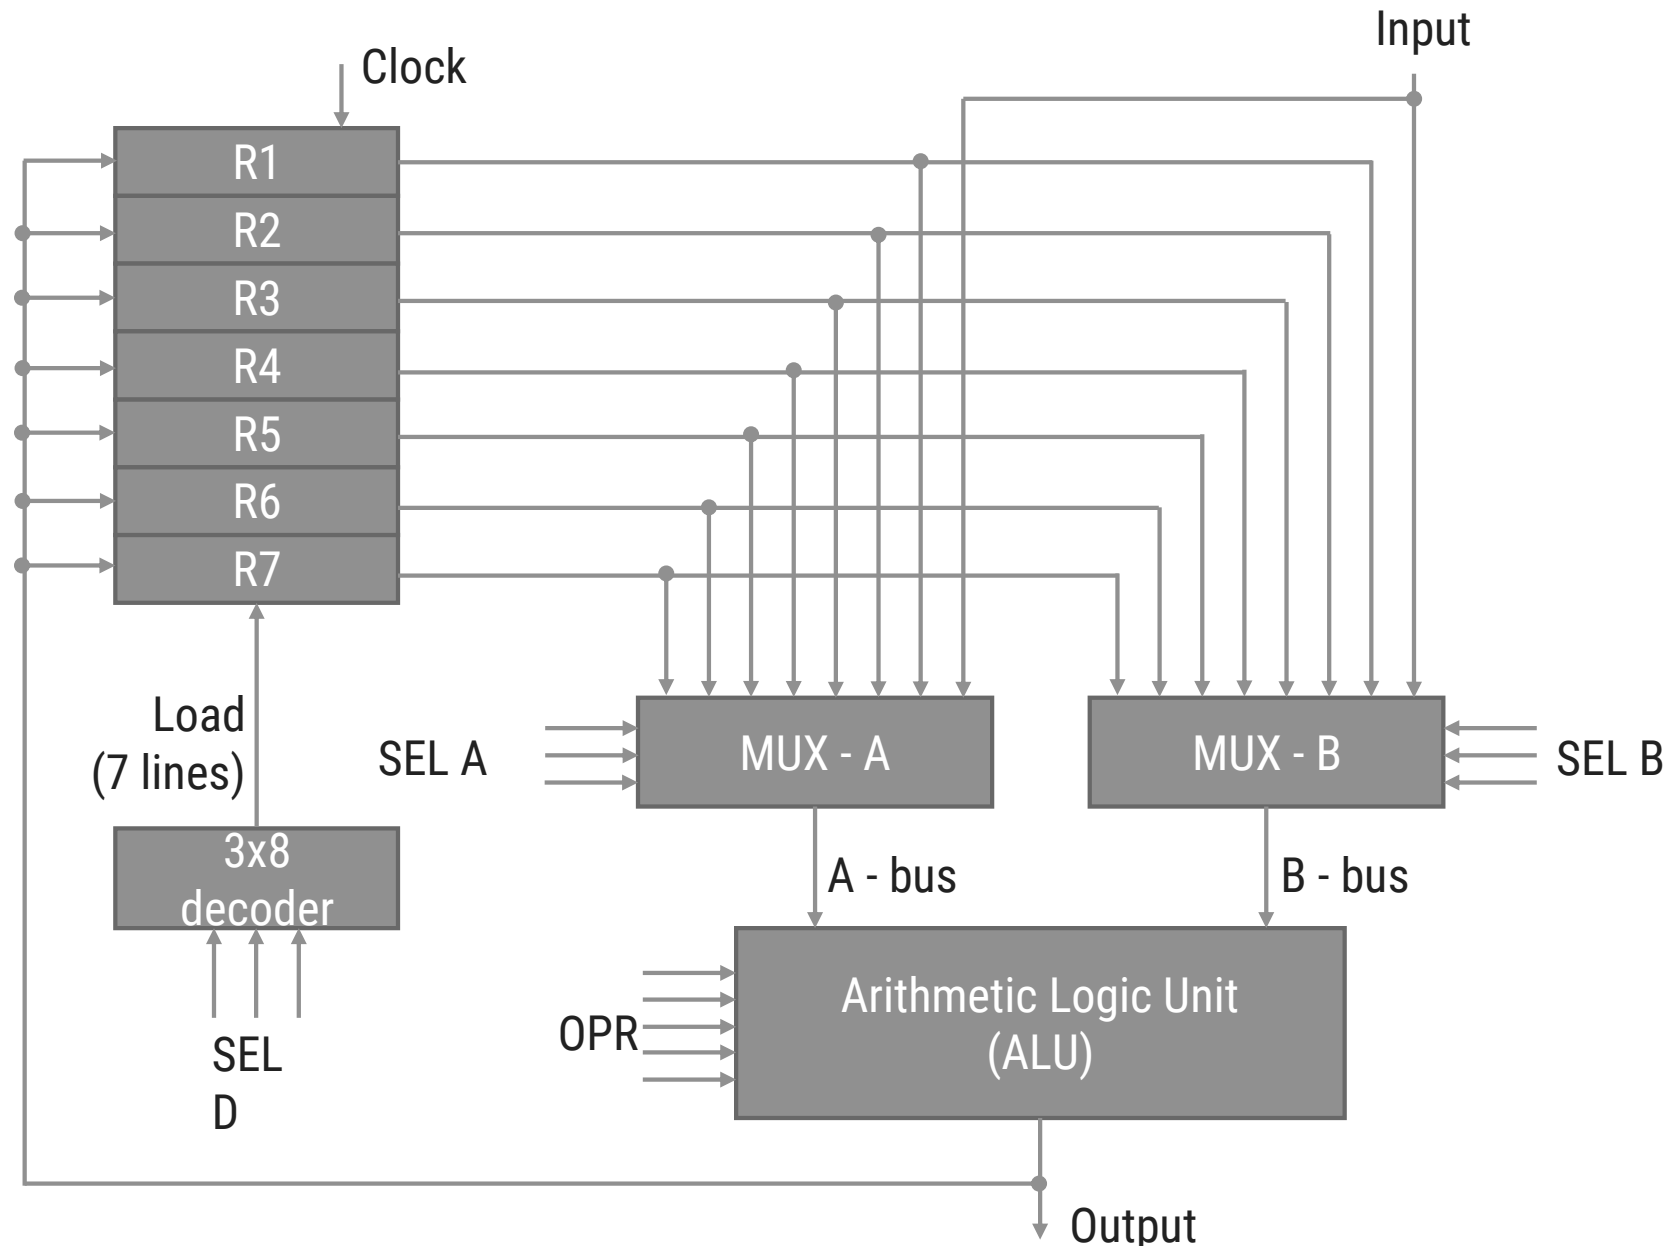 Input
Clock
R1
R2
R3
R4
R5
R6
R7
Load
(7 lines)
SEL A
MUX - A
MUX - B
SEL B
3x8
decoder
A - bus
B - bus
SEL
D
OPR
Arithmetic Logic Unit
(ALU)
Output